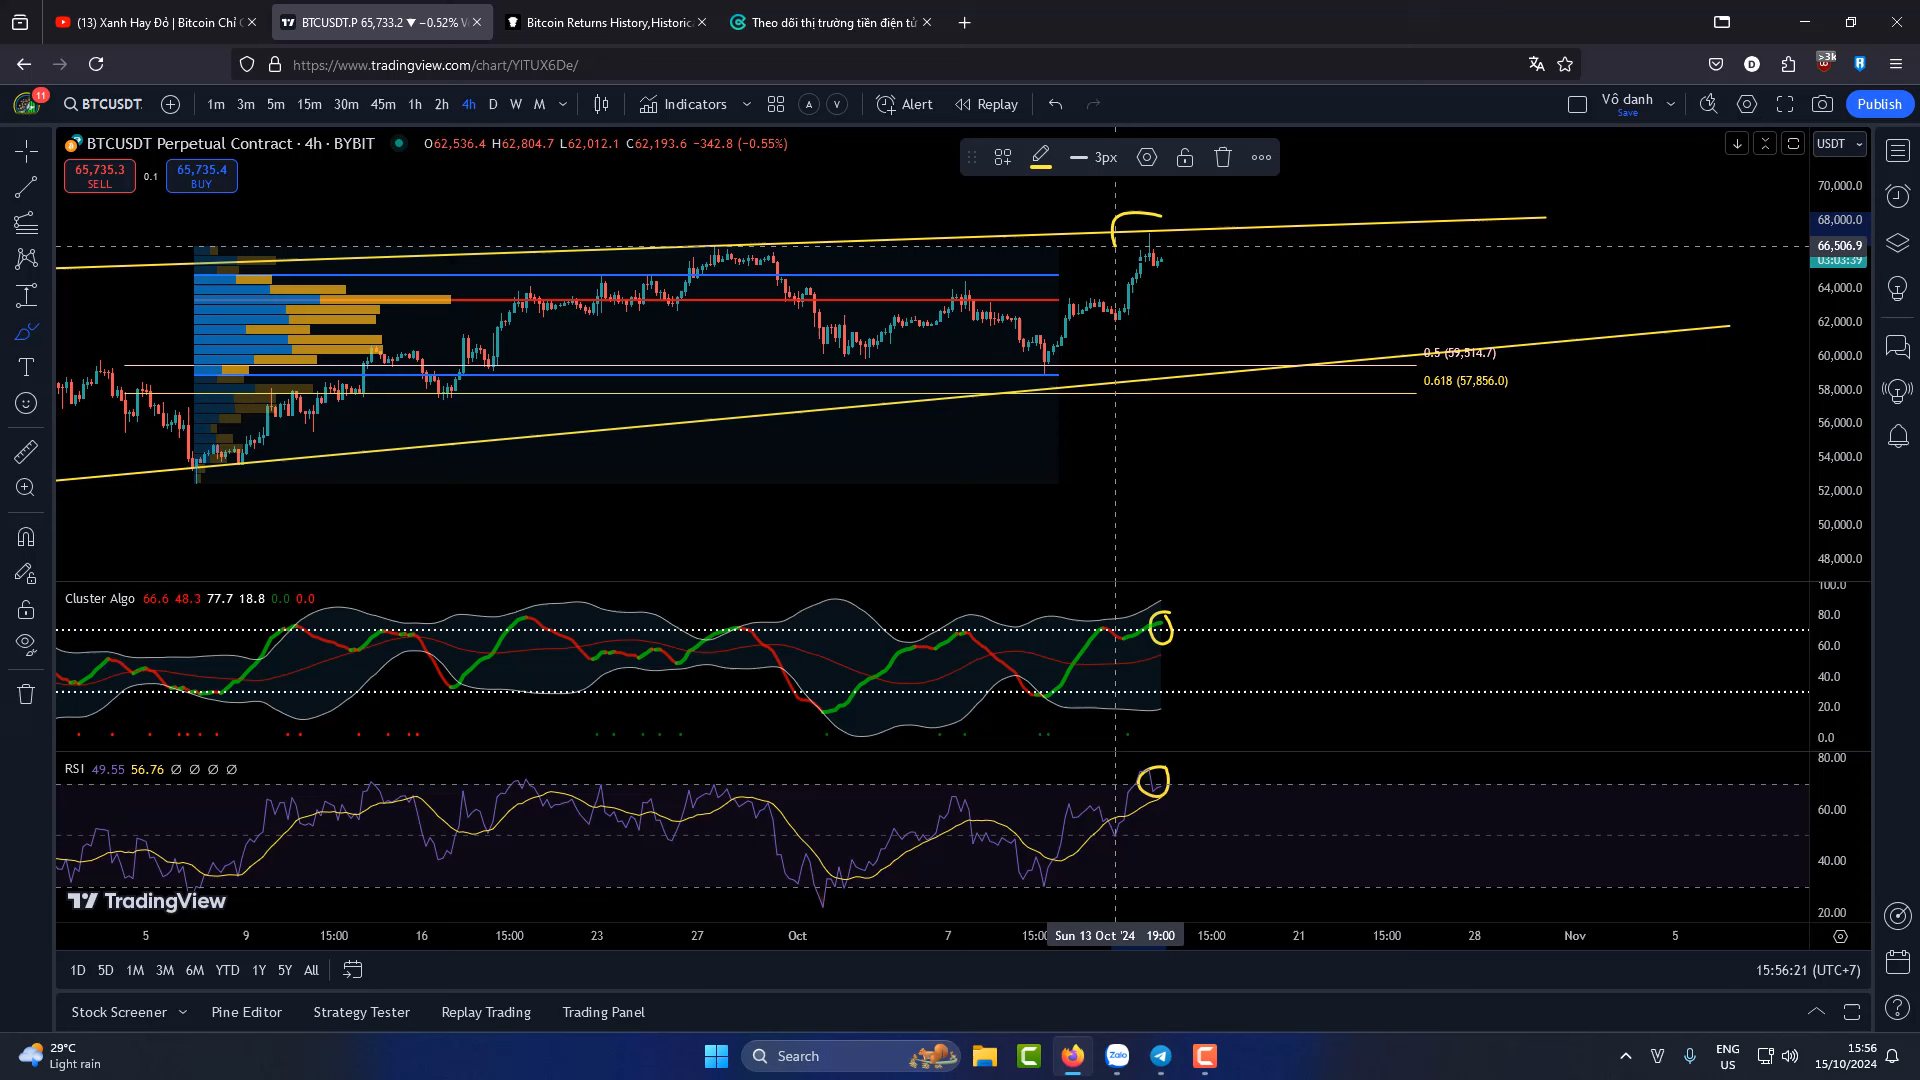 (13) Xanh Hay Đỏ | Bitcoin Chỉ
BTCUSDT.P 65,733.2 ▼ −0.52%
Bitcoin Returns History,Historic
Theo dõi thị trường tiền điện tử
https://www.tradingview.com/chart/YlTUX6De/
>3k
11
BTCUSDT
1m 3m 5m 15m 30m 45m 1h 2h 4h D W M
Indicators
A V
Alert
Replay
Vô danh
Save
Publish
BTCUSDT Perpetual Contract · 4h · BYBIT
O62,536.4 H62,804.7 L62,012.1 C62,193.6 −342.8 (−0.55%)
3px
USDT
65,735.3
SELL
0.1
65,735.4
BUY
70,000.0
68,000.0
66,506.9
03:03:39
64,000.0
62,000.0
60,000.0
58,000.0
56,000.0
54,000.0
52,000.0
50,000.0
48,000.0
0.5 (59,514.7)
0.618 (57,856.0)
Cluster Algo 66.6 48.3 77.7 18.8 0.0 0.0
100.0
80.0
60.0
40.0
20.0
0.0
RSI 49.55 56.76 Ø Ø Ø Ø
80.00
60.00
40.00
20.00
TradingView
5 9 15:00 16 15:00 23 27 Oct 7 15:00 Sun 13 Oct '24 19:00 15:00 21 15:00 28 Nov 5
1D 5D 1M 3M 6M YTD 1Y 5Y All
15:56:21 (UTC+7)
Stock Screener Pine Editor Strategy Tester Replay Trading Trading Panel
29°C
Light rain
Search
Zalo
ENG
US
15:56
15/10/2024